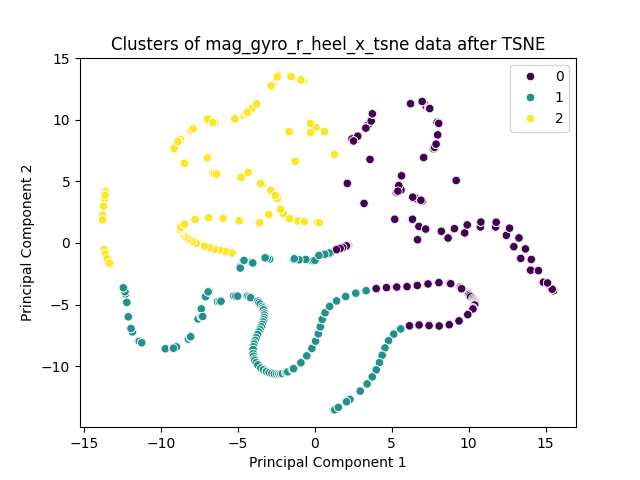 Clusters of mag_gyro_r_heel_x_tsne data after TSNE
0
1
2
15
10
5
0
−5
−10
Principal Component 2
−15 −10 −5 0 5 10 15
Principal Component 1